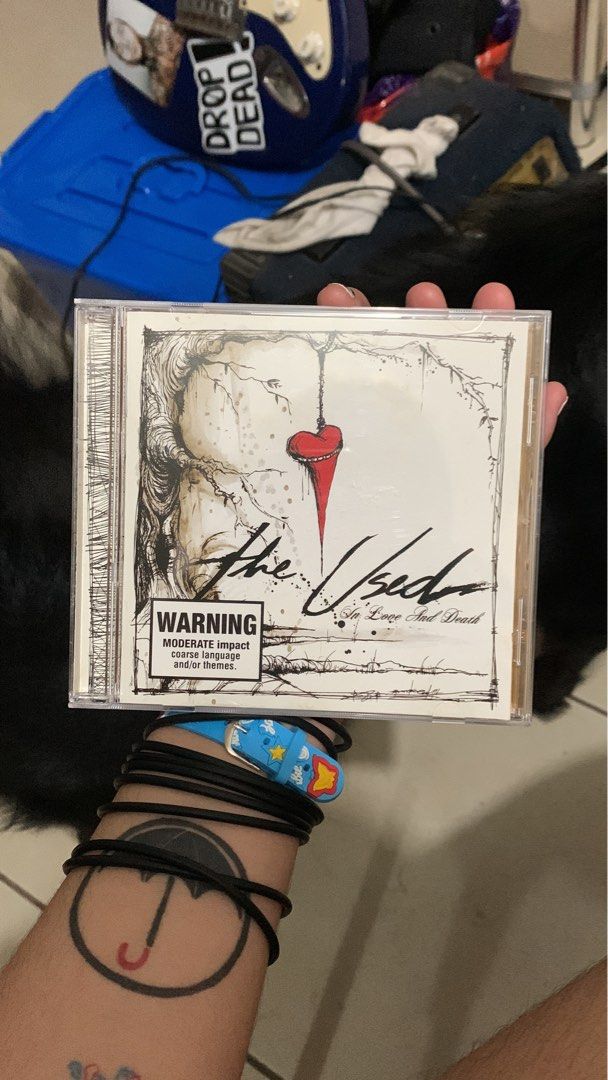 DROP
DEAD
the Used
In Love And Death
WARNING
MODERATE impact
coarse language
and/or themes.